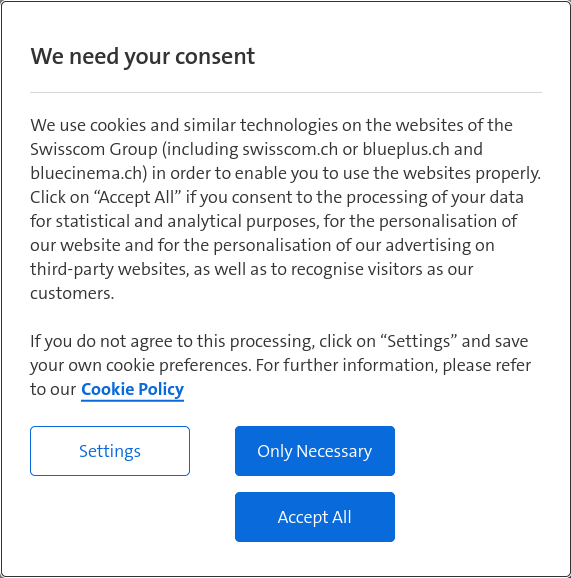 We need your consent
We use cookies and similar technologies on the websites of the
Swisscom Group (including swisscom.ch or blueplus.ch and
bluecinema.ch) in order to enable you to use the websites properly.
Click on “Accept All” if you consent to the processing of your data
for statistical and analytical purposes, for the personalisation of
our website and for the personalisation of our advertising on
third-party websites, as well as to recognise visitors as our
customers.
If you do not agree to this processing, click on “Settings” and save
your own cookie preferences. For further information, please refer
to our Cookie Policy
Settings
Only Necessary
Accept All